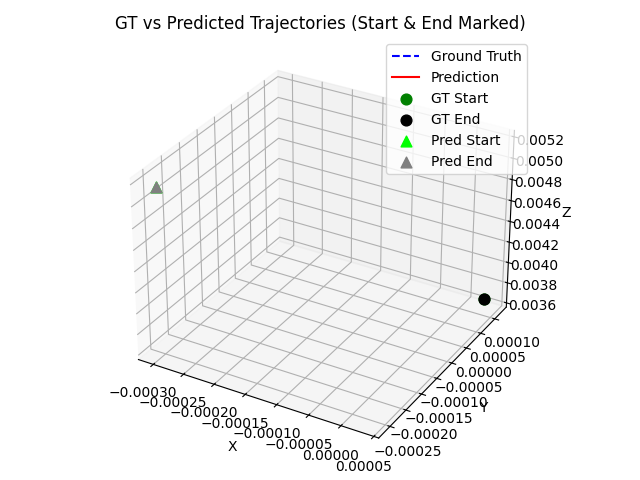 GT vs Predicted Trajectories (Start & End Marked)
Ground Truth
Prediction
GT Start
GT End
Pred Start
Pred End
0.0052
0.0050
0.0048
0.0046
0.0044
0.0042
0.0040
0.0038
0.0036
Z
0.00010
0.00005
0.00000
−0.00005
−0.00010
−0.00015
−0.00020
−0.00025
Y
−0.00030
−0.00025
−0.00020
−0.00015
−0.00010
−0.00005
0.00000
0.00005
X